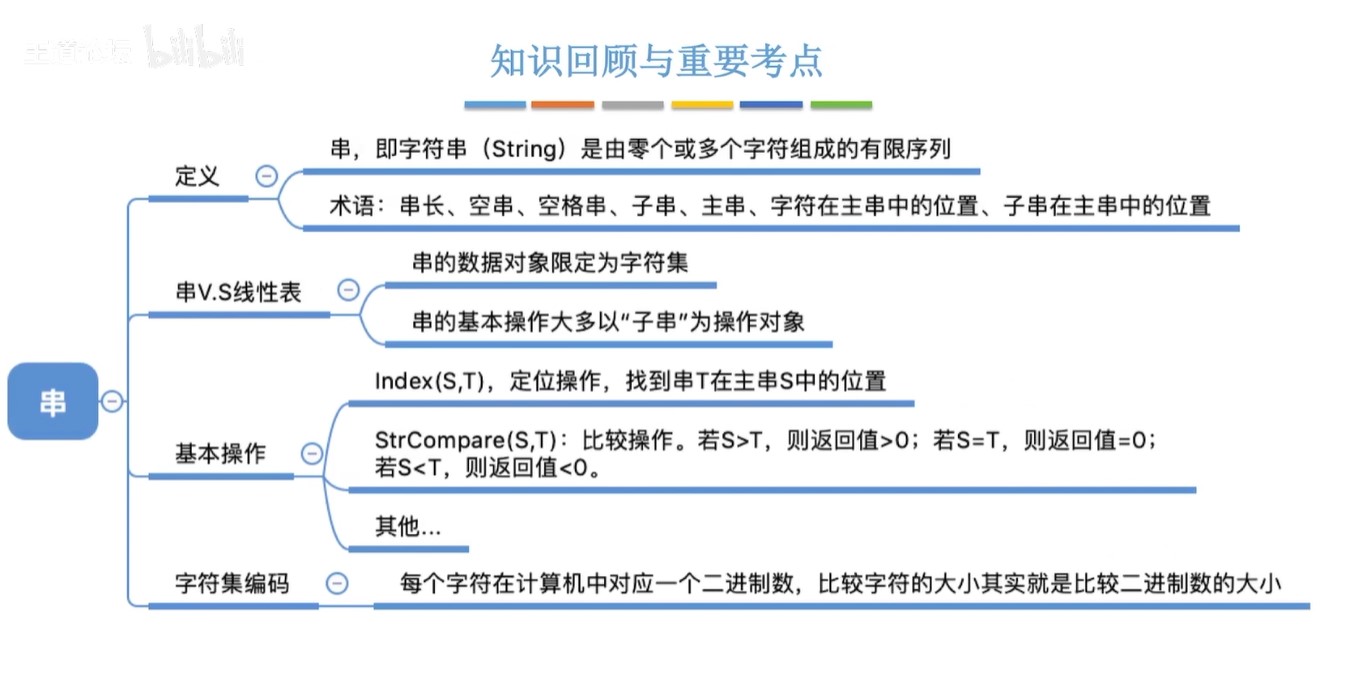 王道论坛 bilibili
知识回顾与重要考点
定义
串，即字符串（String）是由零个或多个字符组成的有限序列
术语：串长、空串、空格串、子串、主串、字符在主串中的位置、子串在主串中的位置
串V.S线性表
串的数据对象限定为字符集
串的基本操作大多以“子串”为操作对象
串
基本操作
Index(S,T)，定位操作，找到串T在主串S中的位置
StrCompare(S,T)：比较操作。若S>T，则返回值>0；若S=T，则返回值=0；
若S<T，则返回值<0。
其他...
字符集编码
每个字符在计算机中对应一个二进制数，比较字符的大小其实就是比较二进制数的大小